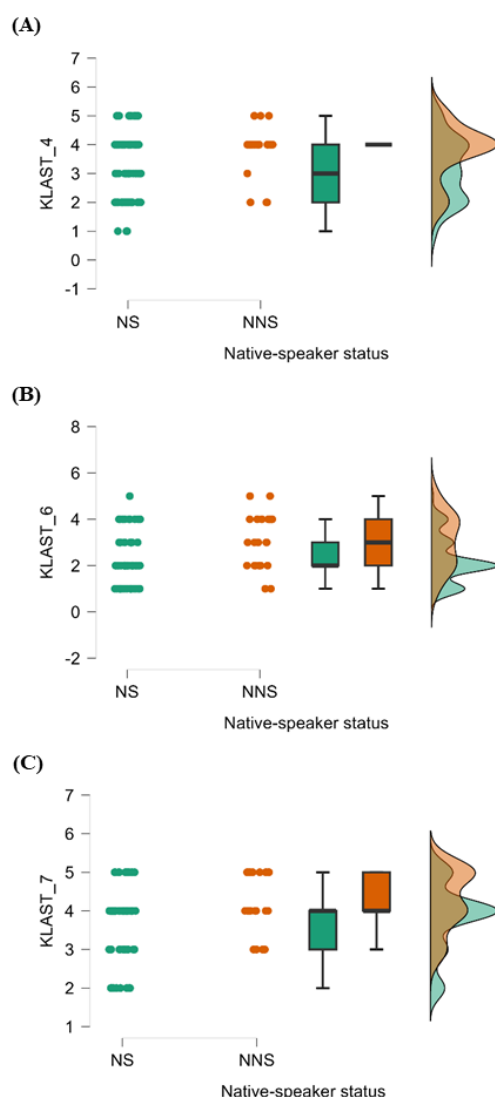 (A)
7
6
5
4
3
2
1
0
-1
KLAST_4
NS NNS
Native-speaker status
(B)
8
6
4
2
0
-2
KLAST_6
NS NNS
Native-speaker status
(C)
7
6
5
4
3
2
1
KLAST_7
NS NNS
Native-speaker status